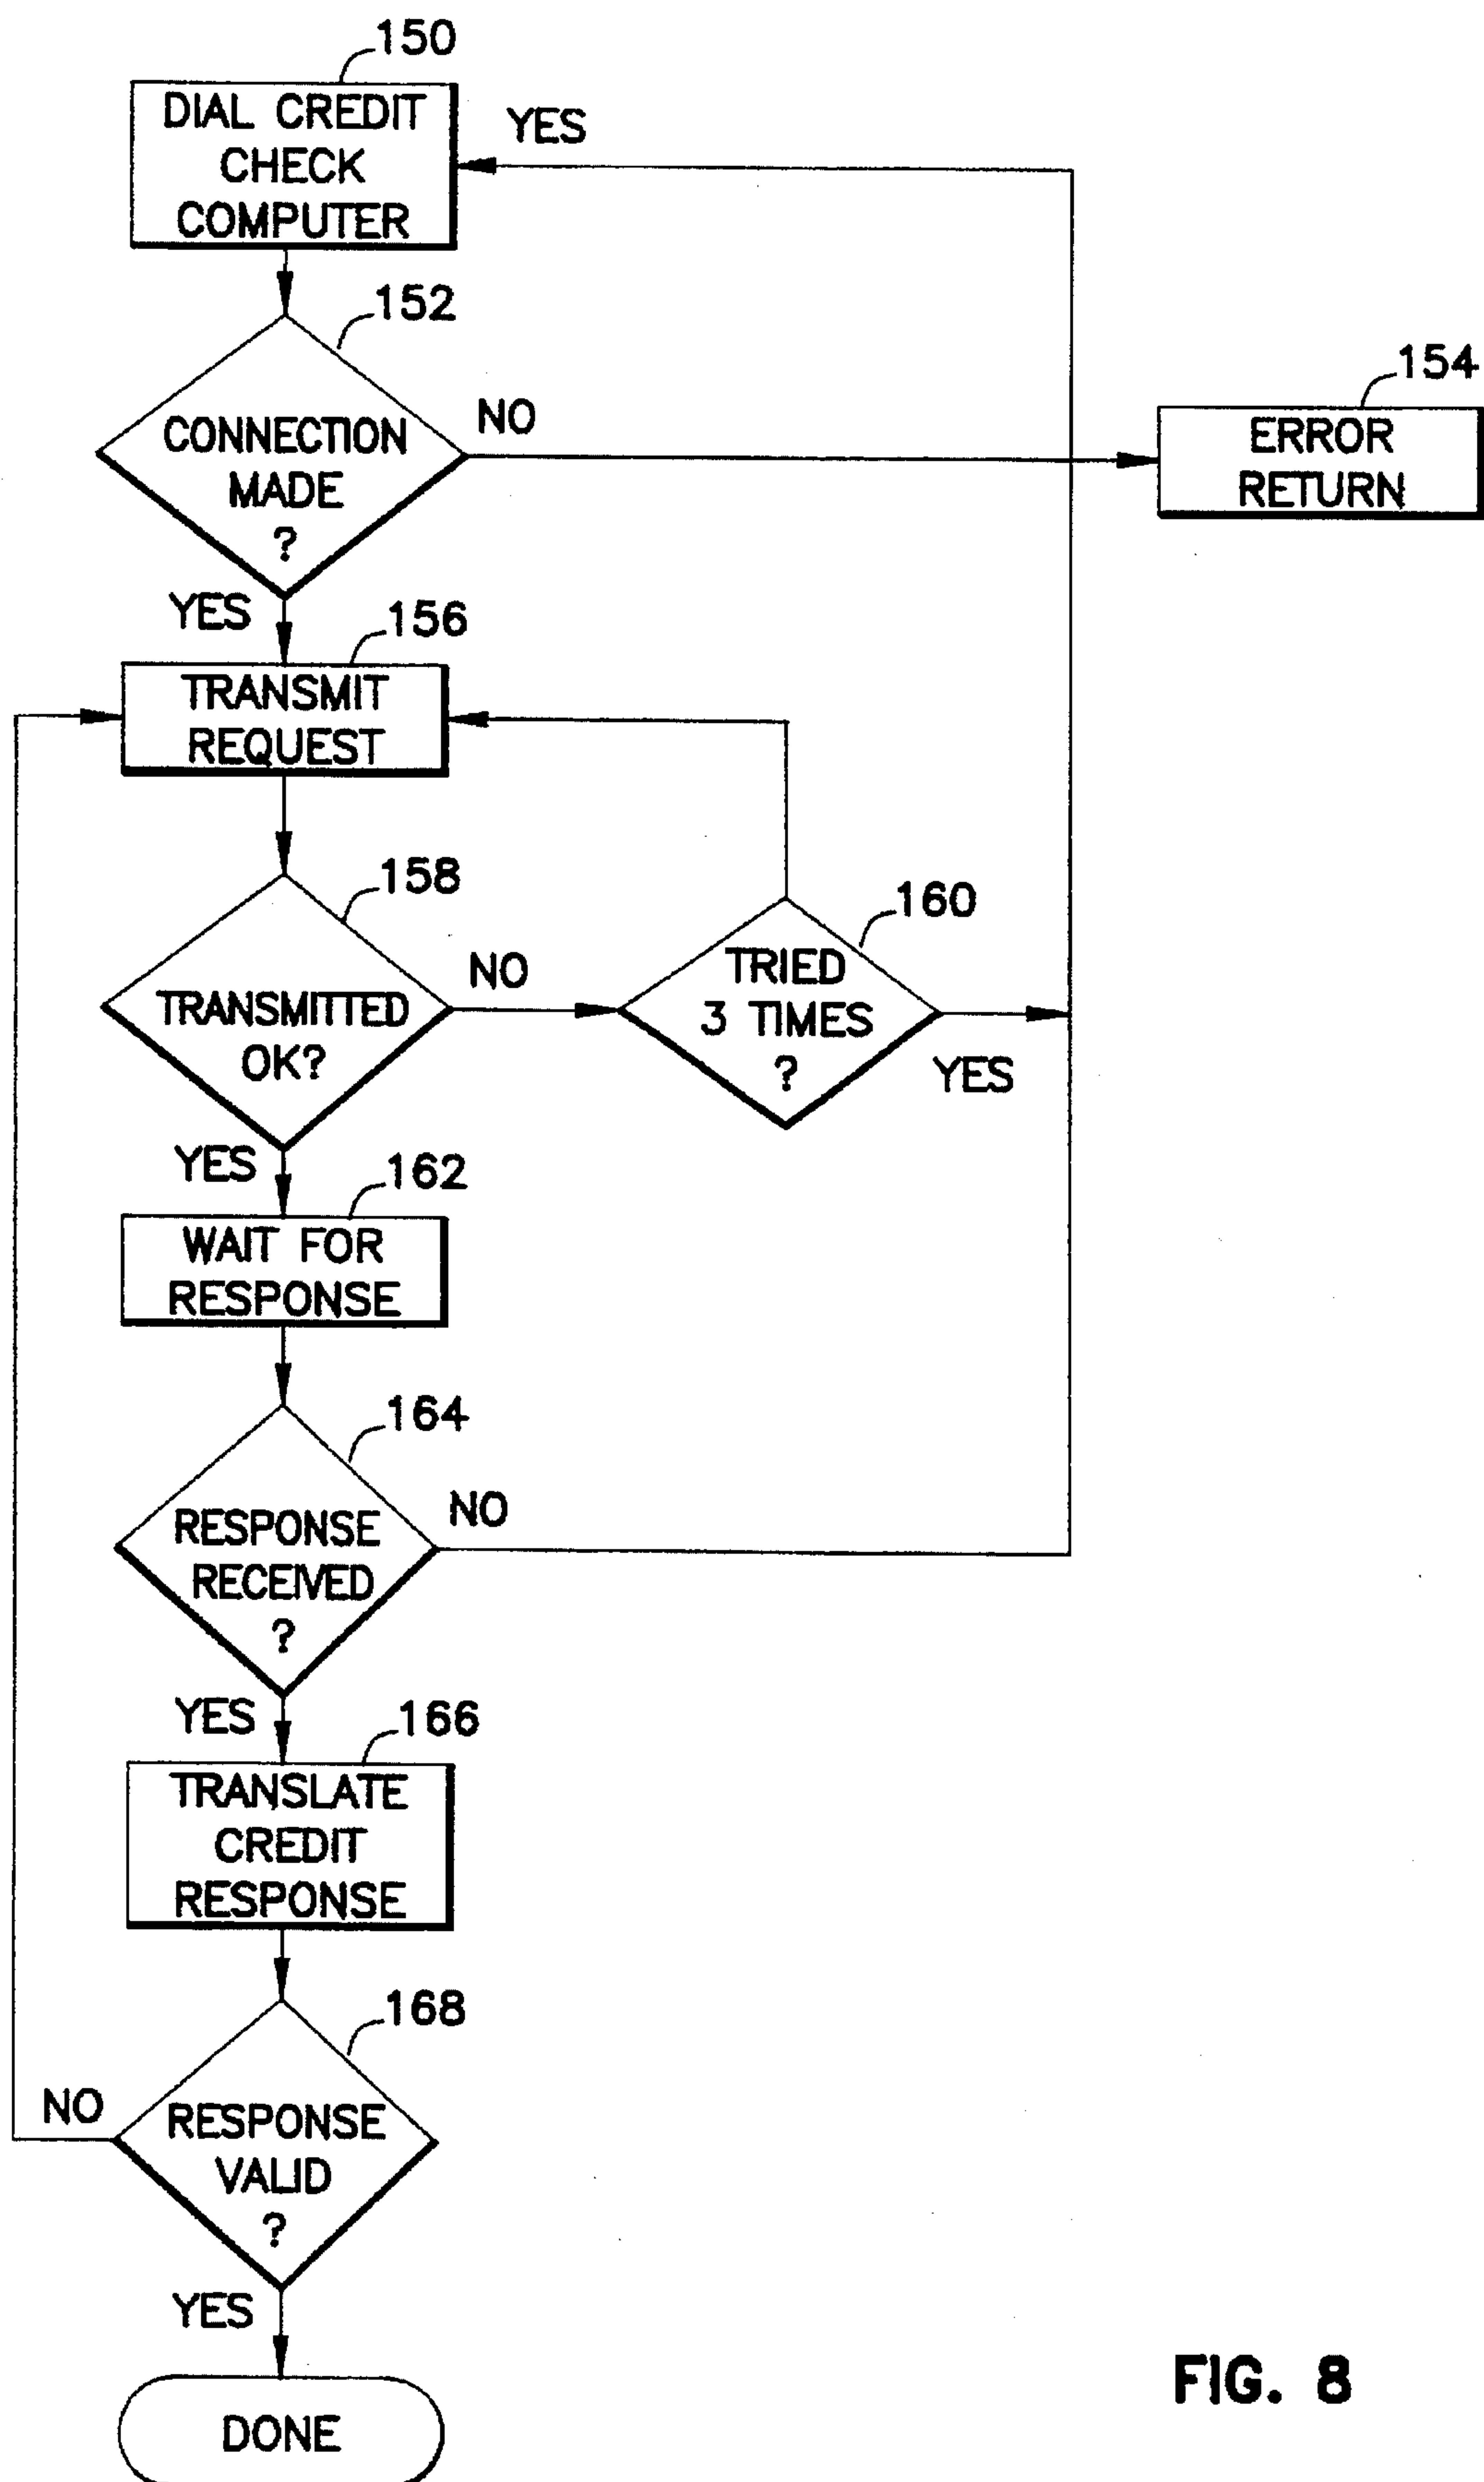 150
DIAL CREDIT
CHECK
COMPUTER
YES
152
CONNECTION
MADE
?
NO
154
ERROR
RETURN
YES
156
TRANSMIT
REQUEST
158
TRANSMITTED
OK?
NO
160
TRIED
3 TIMES
?
YES
YES
162
WAIT FOR
RESPONSE
164
RESPONSE
RECEIVED
?
NO
YES
166
TRANSLATE
CREDIT
RESPONSE
168
RESPONSE
VALID
?
NO
YES
DONE
FIG. 8